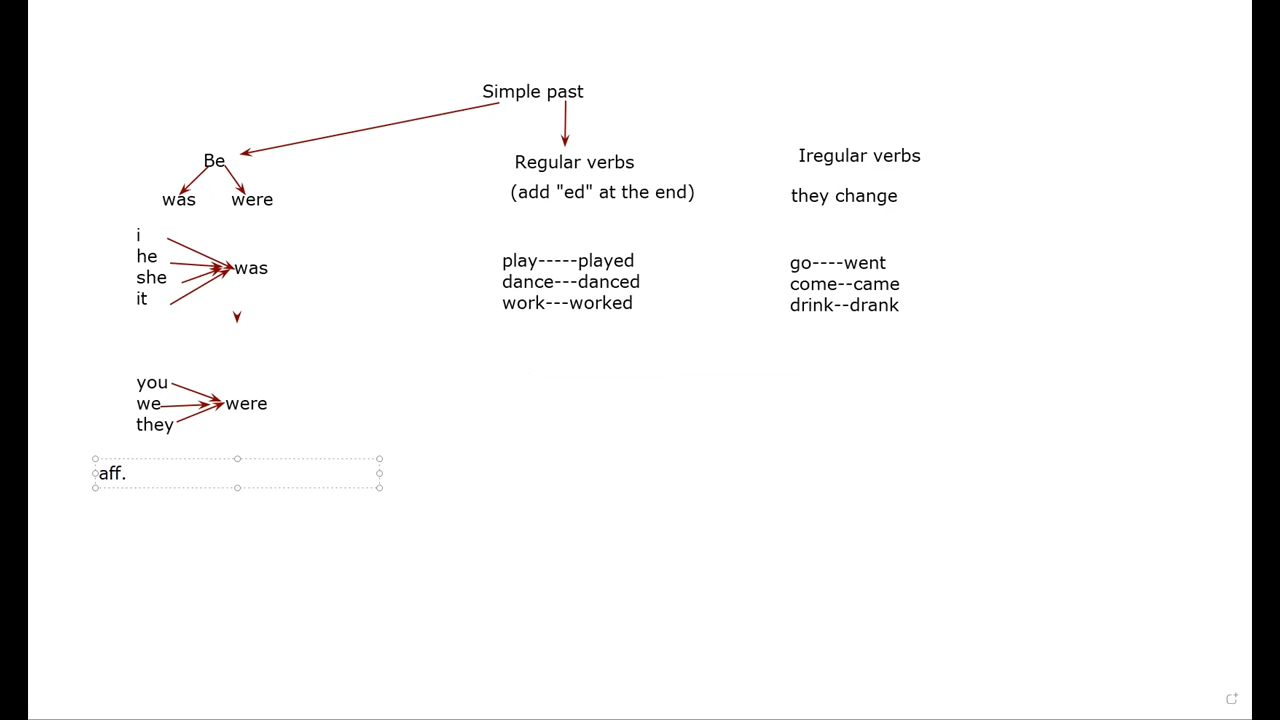 Simple past
Be
was were
i
he
she
it
was
you
we
they
were
aff.
Regular verbs
(add "ed" at the end)
play-----played
dance---danced
work---worked
Iregular verbs
they change
go----went
come--came
drink--drank